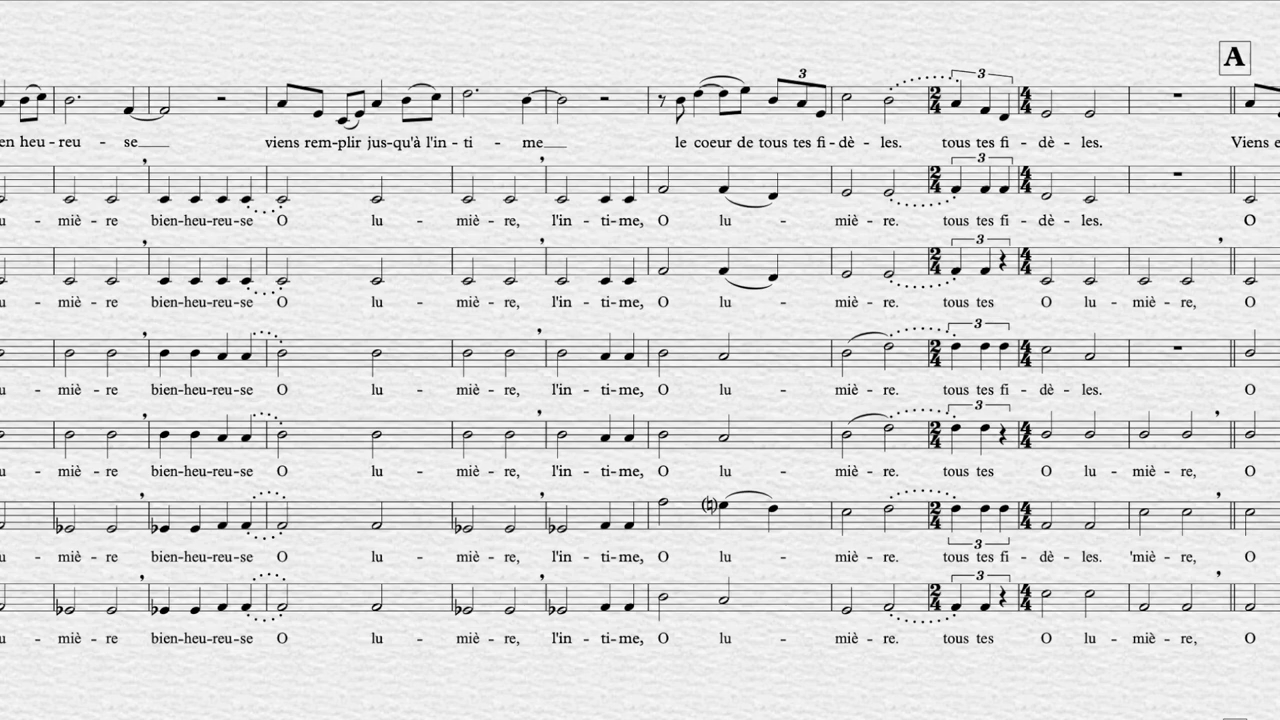 A
en heu - reu - se viens rem-plir jus-qu'à l'in - ti - me le coeur de tous tes fi - dè - les. tous tes fi - dè - les. Viens e
u - miè - re bien-heu-reu-se O lu - miè - re, l'in - ti-me, O lu - miè - re. tous tes fi - dè - les. O
u - miè - re bien-heu-reu-se O lu - miè - re, l'in - ti-me, O lu - miè - re. tous tes O lu - miè - re, O
u - miè - re bien-heu-reu-se O lu - miè - re, l'in - ti-me, O lu - miè - re. tous tes fi - dè - les. O
u - miè - re bien-heu-reu-se O lu - miè - re, l'in - ti-me, O lu - miè - re. tous tes O lu - miè - re, O
u - miè - re bien-heu-reu-se O lu - miè - re, l'in - ti-me, O lu - miè - re. tous tes fi - dè - les. 'miè - re, O
u - miè - re bien-heu-reu-se O lu - miè - re, l'in - ti-me, O lu - miè - re. tous tes O lu - miè - re, O